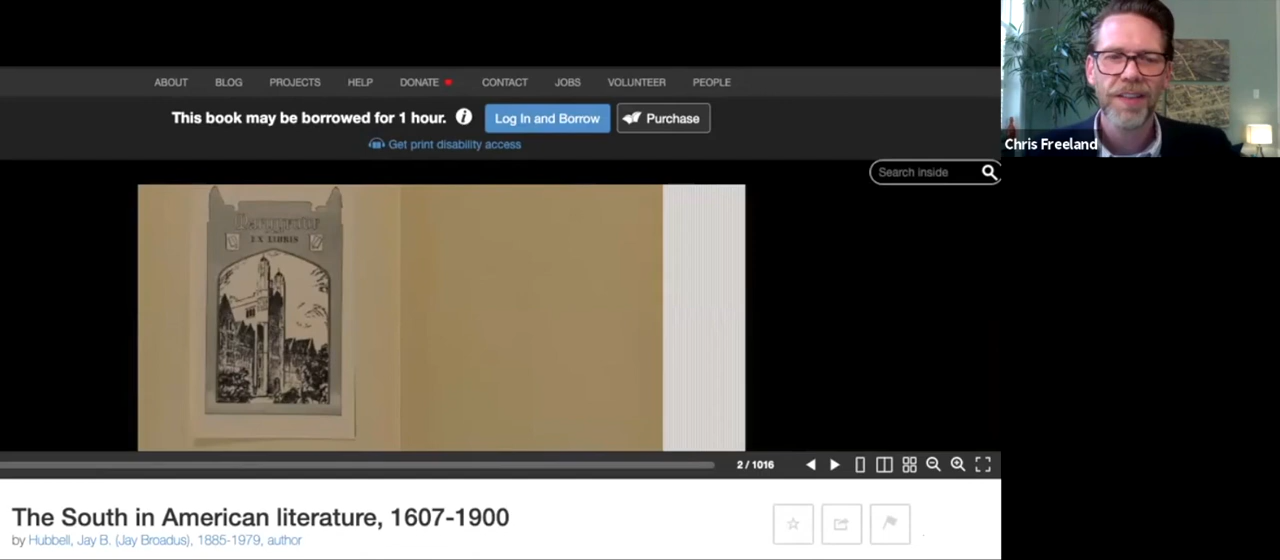 ABOUT BLOG PROJECTS HELP DONATE CONTACT JOBS VOLUNTEER PEOPLE
This book may be borrowed for 1 hour. Log In and Borrow Purchase
Get print disability access
Chris Freeland
Search inside
EX LIBRIS
2 / 1016
The South in American literature, 1607-1900
by Hubbell, Jay B. (Jay Broadus), 1885-1979, author